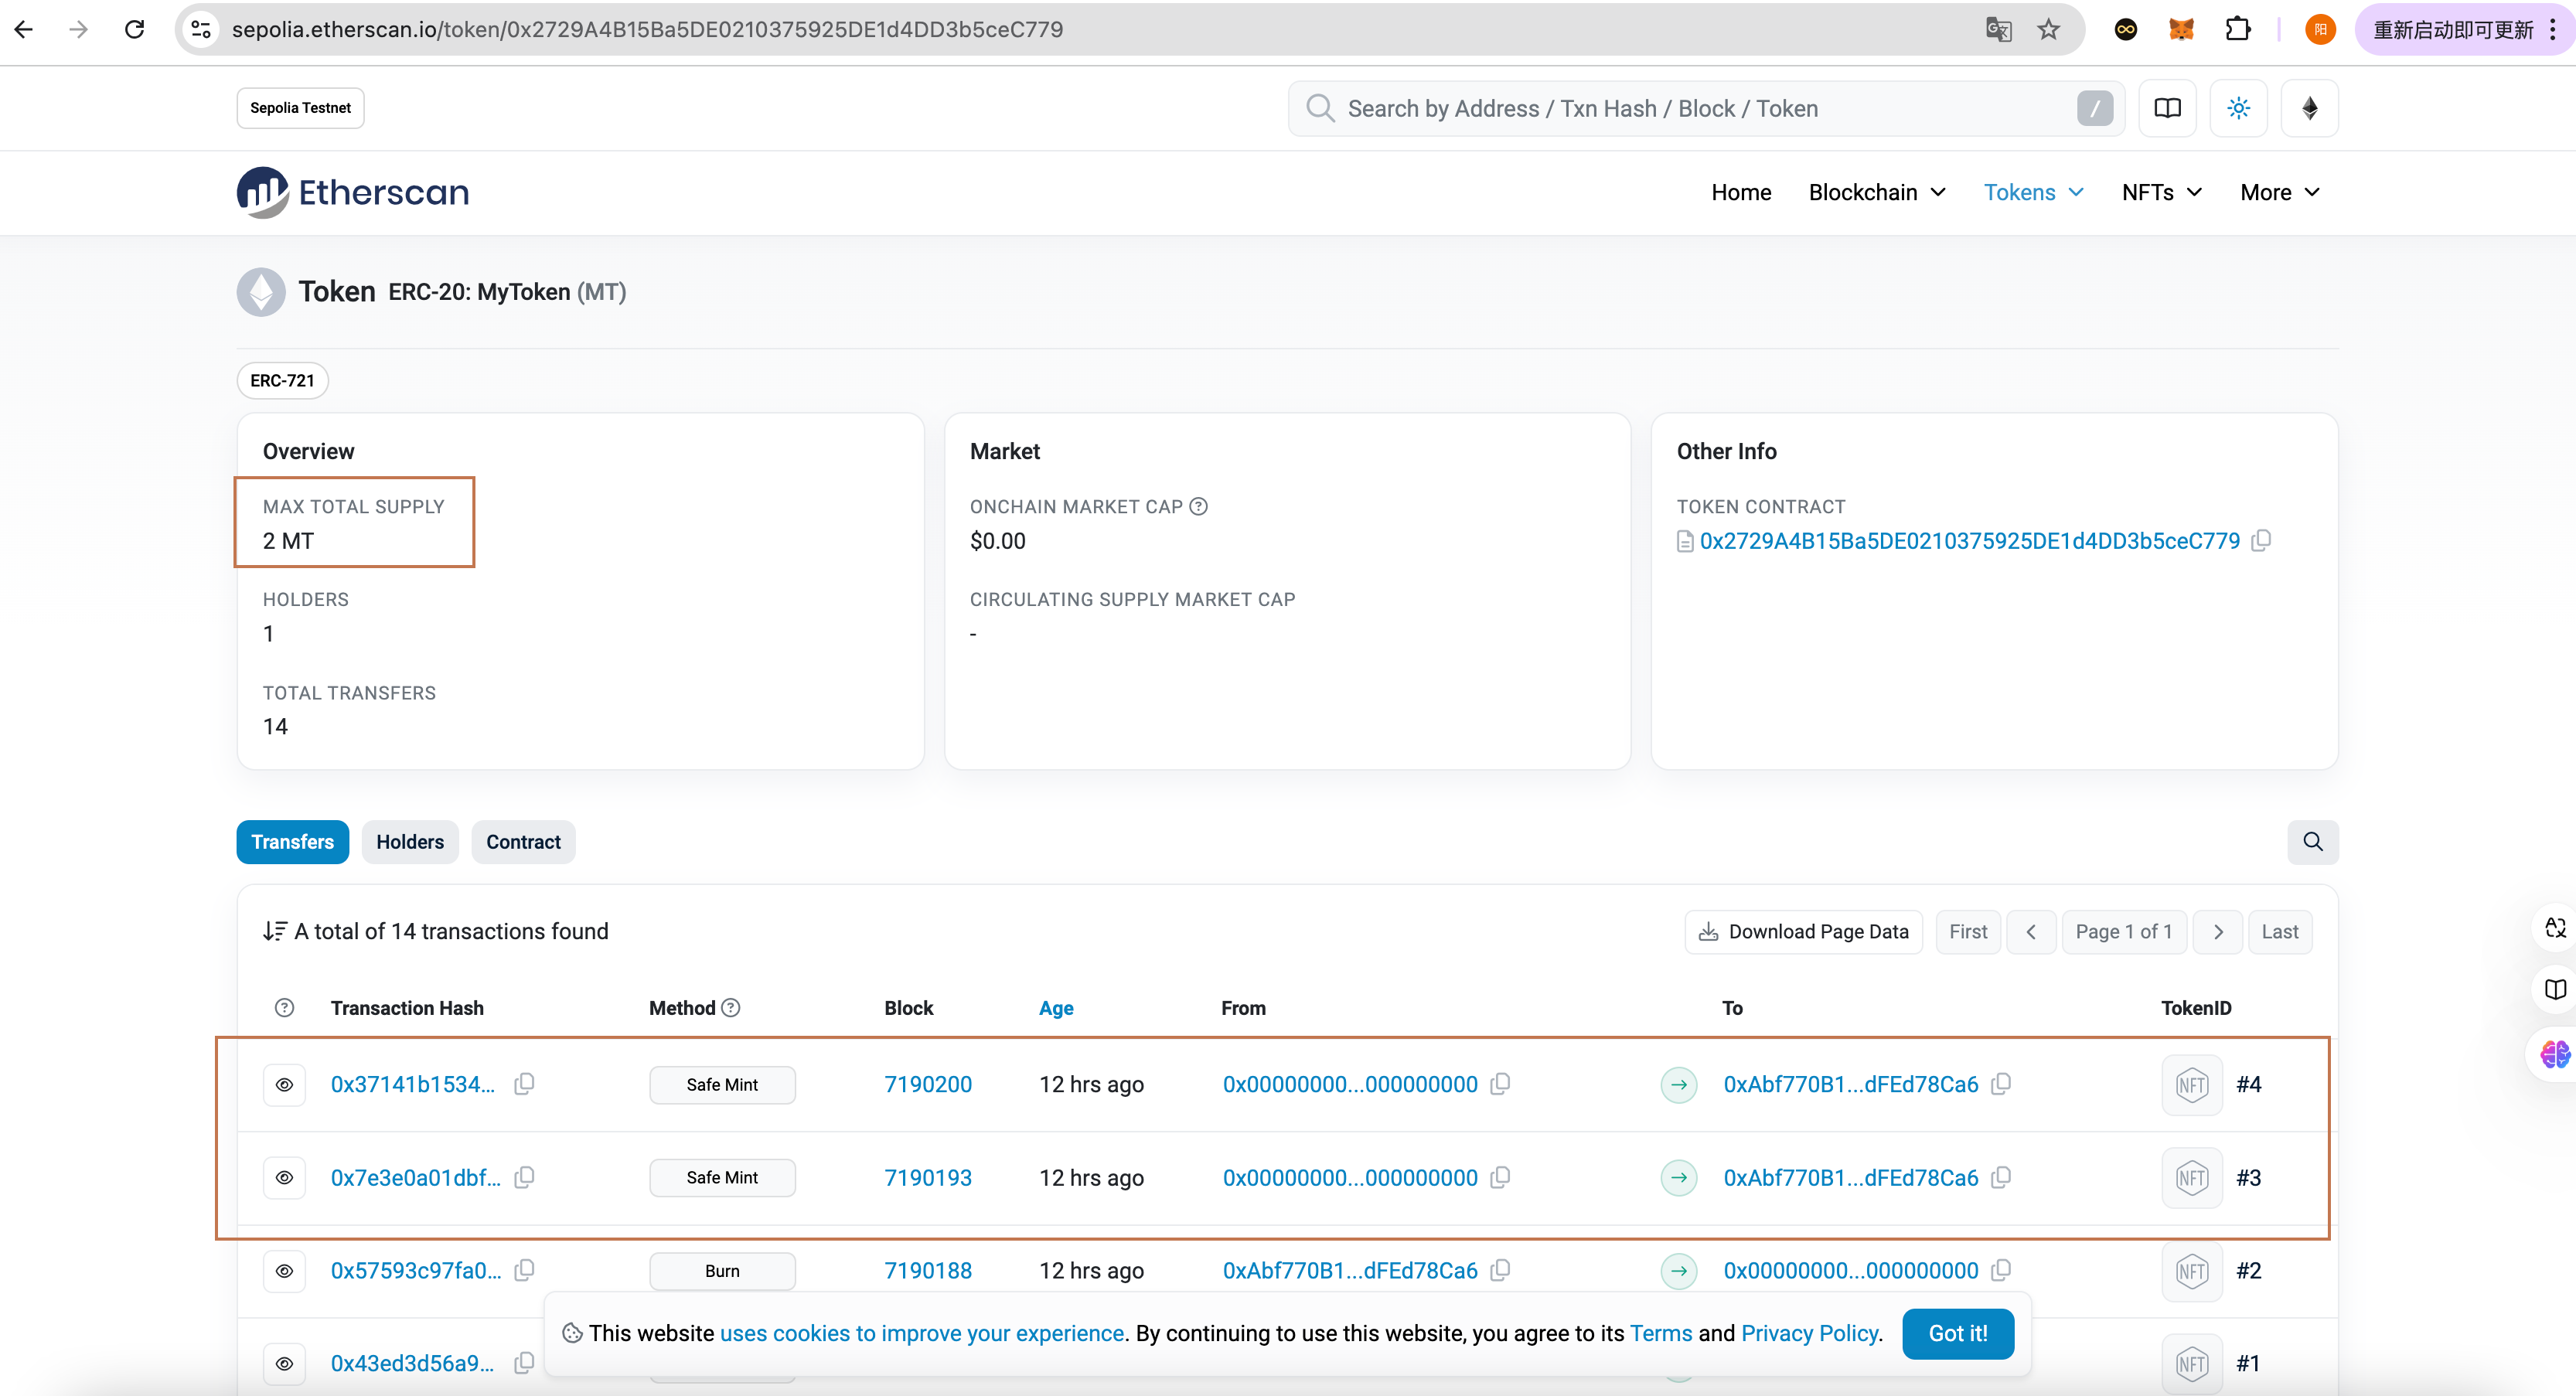 sepolia.etherscan.io/token/0x2729A4B15Ba5DE0210375925DE1d4DD3b5ceC779
阳
重新启动即可更新
Sepolia Testnet
Search by Address / Txn Hash / Block / Token
/
Etherscan
Home Blockchain Tokens NFTs More
Token ERC-20: MyToken (MT)
ERC-721
Overview
MAX TOTAL SUPPLY
2 MT
HOLDERS
1
TOTAL TRANSFERS
14
Market
ONCHAIN MARKET CAP
$0.00
CIRCULATING SUPPLY MARKET CAP
-
Other Info
TOKEN CONTRACT
0x2729A4B15Ba5DE0210375925DE1d4DD3b5ceC779
Transfers Holders Contract
A total of 14 transactions found
Download Page Data First Page 1 of 1 Last
Transaction Hash Method Block Age From To TokenID
0x37141b1534... Safe Mint 7190200 12 hrs ago 0x00000000...000000000 0xAbf770B1...dFEd78Ca6 NFT #4
0x7e3e0a01dbf... Safe Mint 7190193 12 hrs ago 0x00000000...000000000 0xAbf770B1...dFEd78Ca6 NFT #3
0x57593c97fa0... Burn 7190188 12 hrs ago 0xAbf770B1...dFEd78Ca6 0x00000000...000000000 NFT #2
This website uses cookies to improve your experience. By continuing to use this website, you agree to its Terms and Privacy Policy. Got it!
0x43ed3d56a9... NFT #1